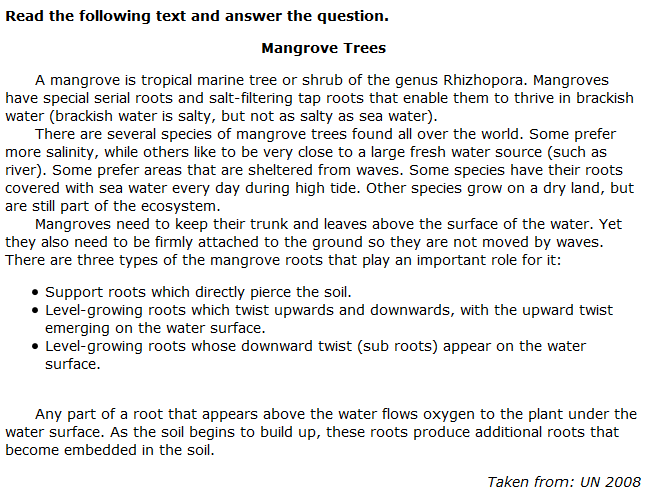 Read the following text and answer the question.
Mangrove Trees
A mangrove is tropical marine tree or shrub of the genus Rhizhopora. Mangroves
have special serial roots and salt-filtering tap roots that enable them to thrive in brackish
water (brackish water is salty, but not as salty as sea water).
There are several species of mangrove trees found all over the world. Some prefer
more salinity, while others like to be very close to a large fresh water source (such as
river). Some prefer areas that are sheltered from waves. Some species have their roots
covered with sea water every day during high tide. Other species grow on a dry land, but
are still part of the ecosystem.
Mangroves need to keep their trunk and leaves above the surface of the water. Yet
they also need to be firmly attached to the ground so they are not moved by waves.
There are three types of the mangrove roots that play an important role for it:
• Support roots which directly pierce the soil.
• Level-growing roots which twist upwards and downwards, with the upward twist
emerging on the water surface.
• Level-growing roots whose downward twist (sub roots) appear on the water
surface.
Any part of a root that appears above the water flows oxygen to the plant under the
water surface. As the soil begins to build up, these roots produce additional roots that
become embedded in the soil.
Taken from: UN 2008